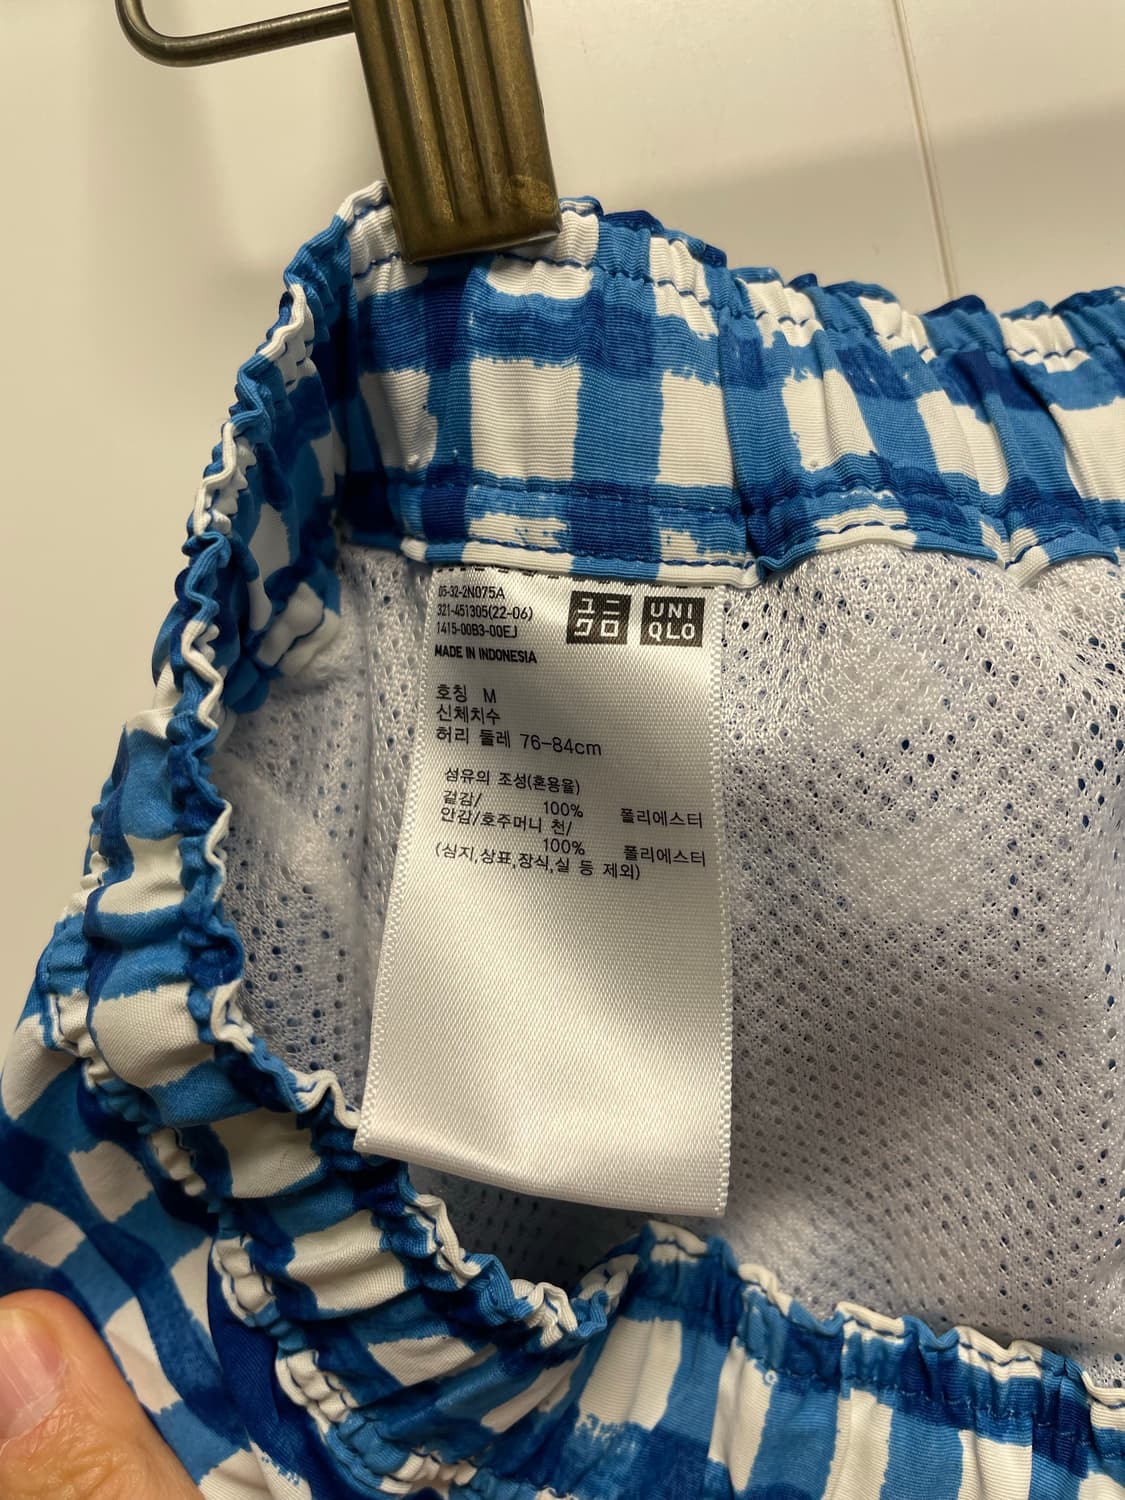 05-32-2N075A
321-451305(22-06)
1415-00B3-00EJ
MADE IN INDONESIA
ユニ
クロ
UNI
QLO
호칭 M
신체치수
허리 둘레 76-84cm
섬유의 조성(혼용율)
겉감/ 100% 폴리에스터
안감/호주머니 천/
100% 폴리에스터
(심지,상표,장식,실 등 제외)